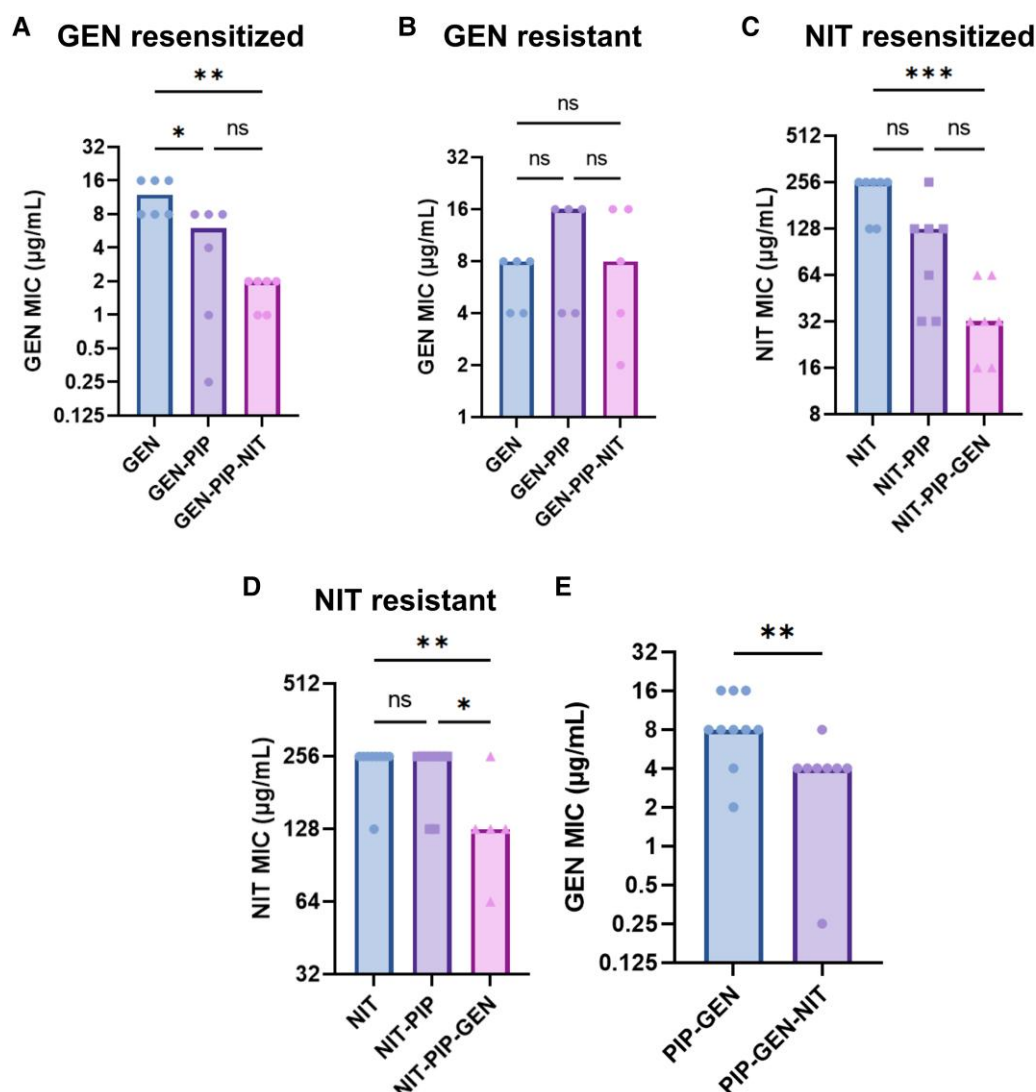 A GEN resensitized
**
* ns
GEN MIC (µg/mL)
32
16
8
4
2
1
0.5
0.25
0.125
GEN
GEN-PIP
GEN-PIP-NIT
B GEN resistant
ns
ns ns
GEN MIC (µg/mL)
32
16
8
4
2
1
GEN
GEN-PIP
GEN-PIP-NIT
C NIT resensitized
***
ns ns
NIT MIC (µg/mL)
512
256
128
64
32
16
8
NIT
NIT-PIP
NIT-PIP-GEN
D NIT resistant
**
ns *
NIT MIC (µg/mL)
512
256
128
64
32
NIT
NIT-PIP
NIT-PIP-GEN
E
**
GEN MIC (µg/mL)
32
16
8
4
2
1
0.5
0.25
0.125
PIP-GEN
PIP-GEN-NIT